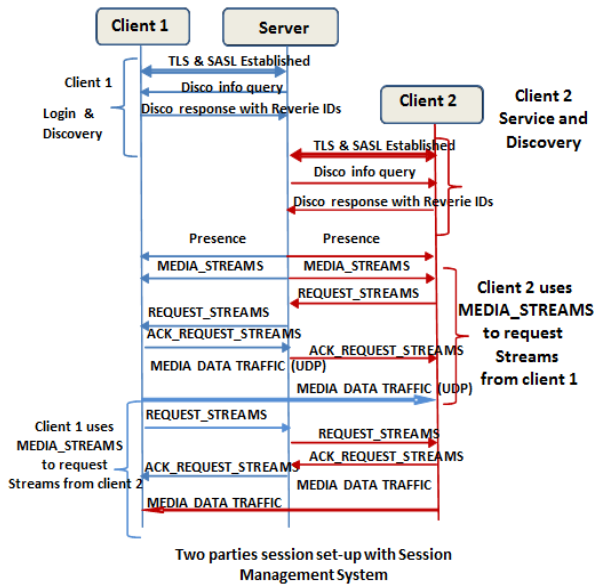 Client 1
Server
TLS & SASL Established
Client 1
Disco info query
Login &
Discovery
Disco response with Reverie IDs
Client 2
Client 2
Service and
Discovery
TLS & SASL Established
Disco info query
Disco response with Reverie IDs
Presence
Presence
MEDIA_STREAMS
MEDIA_STREAMS
REQUEST_STREAMS
Client 2 uses
MEDIA_STREAMS
to request
Streams
from client 1
REQUEST_STREAMS
ACK_REQUEST_STREAMS
ACK_REQUEST_STREAMS
MEDIA DATA TRAFFIC (UDP)
MEDIA DATA TRAFFIC (UDP)
Client 1 uses
MEDIA_STREAMS
to request
Streams from client 2
REQUEST_STREAMS
REQUEST_STREAMS
ACK_REQUEST_STREAMS
ACK_REQUEST_STREAMS
MEDIA DATA TRAFFIC
MEDIA DATA TRAFFIC
Two parties session set-up with Session
Management System